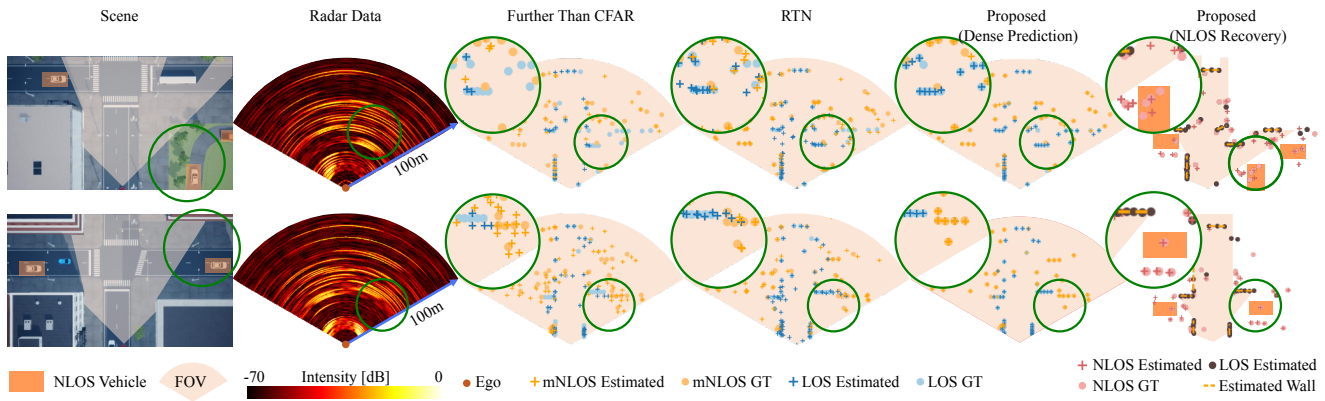 Scene
Radar Data
Further Than CFAR
RTN
Proposed
(Dense Prediction)
Proposed
(NLOS Recovery)
100m
100m
NLOS Vehicle
FOV
-70 Intensity [dB] 0
Ego
mNLOS Estimated
mNLOS GT
LOS Estimated
LOS GT
NLOS Estimated
LOS Estimated
NLOS GT
Estimated Wall